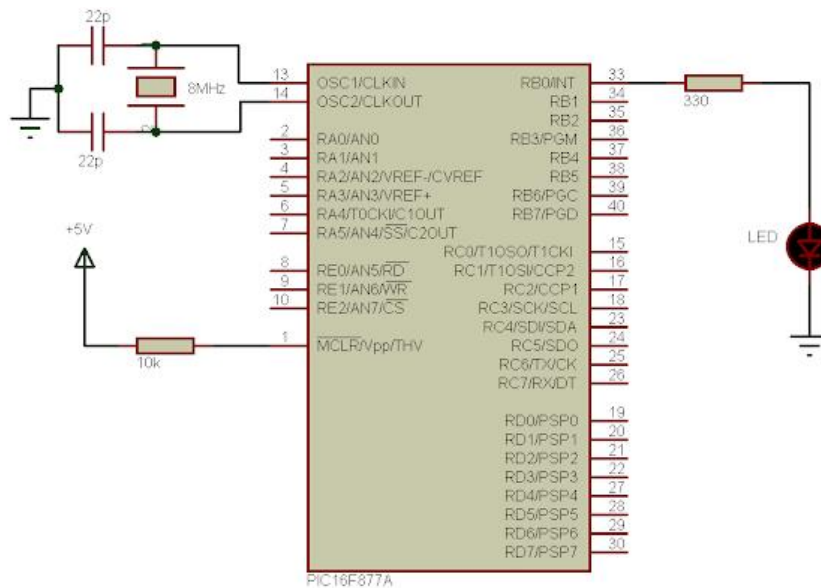 22p
22p
8MHz
+5V
10k
13 OSC1/CLKIN
14 OSC2/CLKOUT
2 RA0/AN0
3 RA1/AN1
4 RA2/AN2/VREF-/CVREF
5 RA3/AN3/VREF+
6 RA4/T0CKI/C1OUT
7 RA5/AN4/SS/C2OUT
8 RE0/AN5/RD
9 RE1/AN6/WR
10 RE2/AN7/CS
1 MCLR/Vpp/THV
RB0/INT 33
RB1 34
RB2 35
RB3/PGM 36
RB4 37
RB5 38
RB6/PGC 39
RB7/PGD 40
RC0/T1OSO/T1CKI 15
RC1/T1OSI/CCP2 16
RC2/CCP1 17
RC3/SCK/SCL 18
RC4/SDI/SDA 23
RC5/SDO 24
RC6/TX/CK 25
RC7/RX/DT 26
RD0/PSP0 19
RD1/PSP1 20
RD2/PSP2 21
RD3/PSP3 22
RD4/PSP4 27
RD5/PSP5 28
RD6/PSP6 29
RD7/PSP7 30
PIC16F877A
330
LED